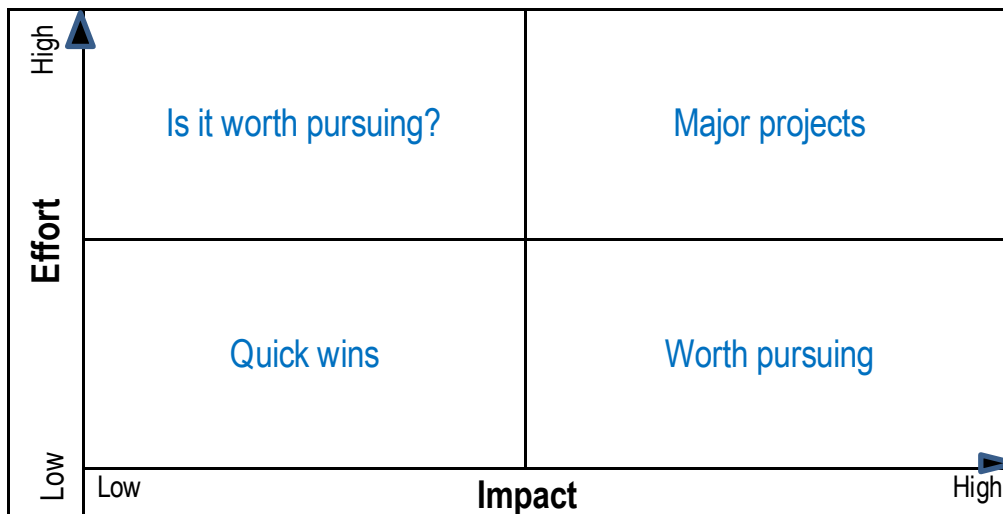 High
Is it worth pursuing?
Major projects
Effort
Quick wins
Worth pursuing
Low
Low
Impact
High